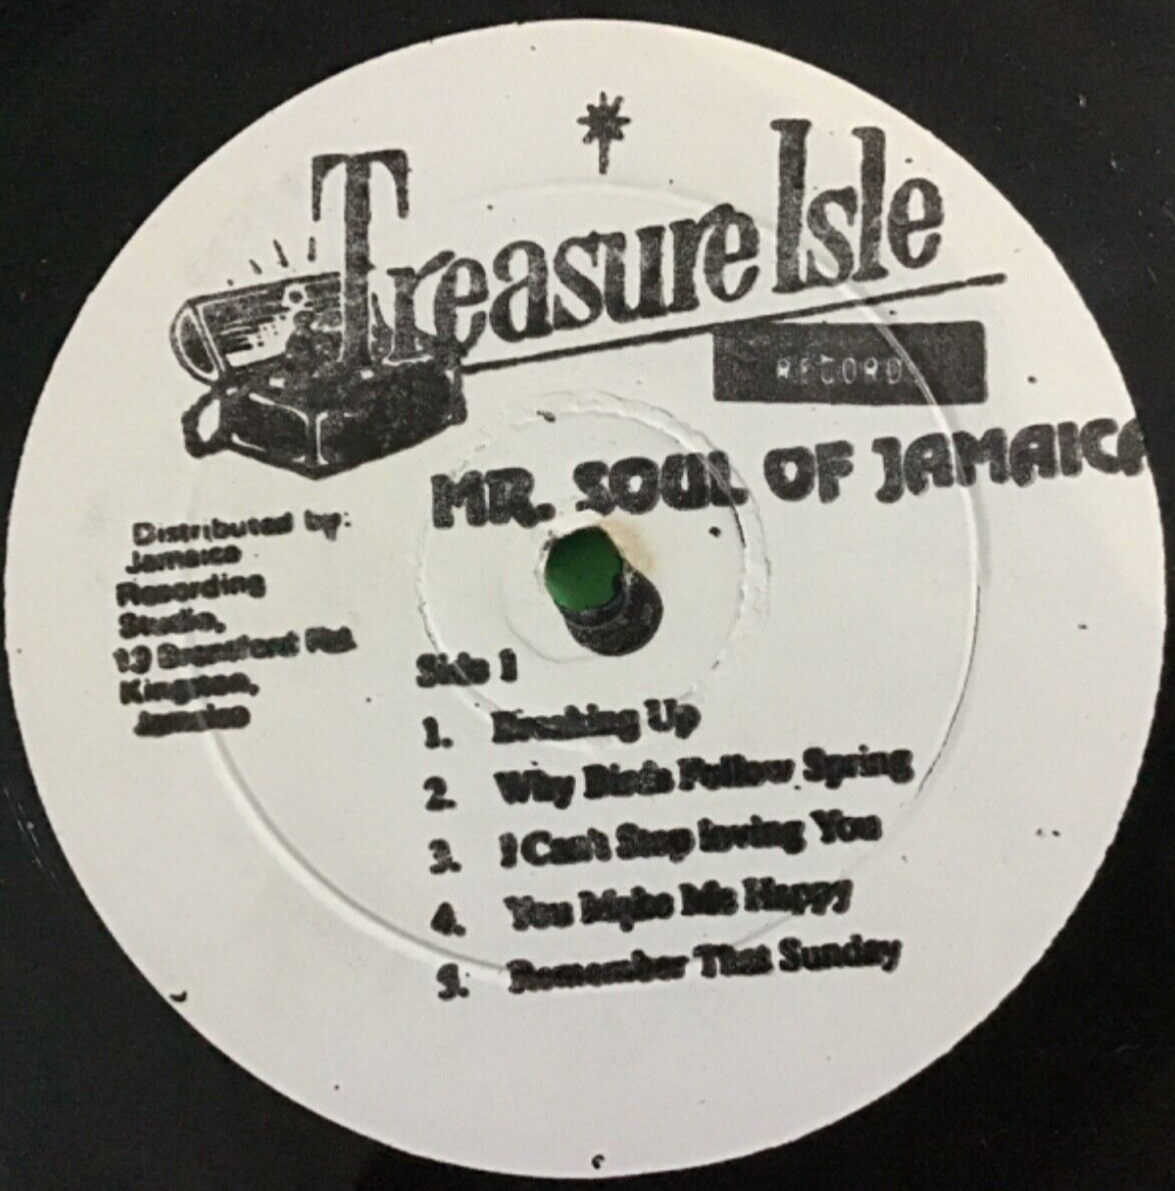 Treasure Isle
RECORD
MR. SOUL OF JAMAICA
Distributed by:
Jamaica
Recording
Studio,
13 Brentford Rd.
Kingston,
Jamaica
Side 1
1. Breaking Up
2. Why Birds Follow Spring
3. I Can't Stop loving You
4. You Make Me Happy
5. Remember That Sunday